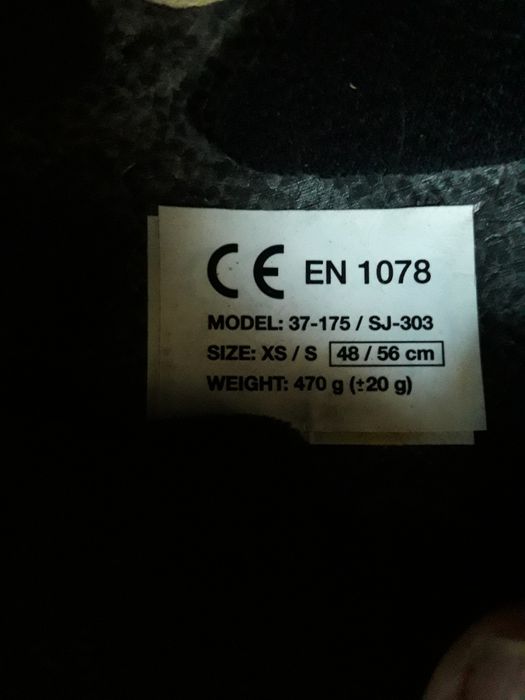 CE EN 1078
MODEL: 37-175 / SJ-303
SIZE: XS / S 48 / 56 cm
WEIGHT: 470 g (±20 g)